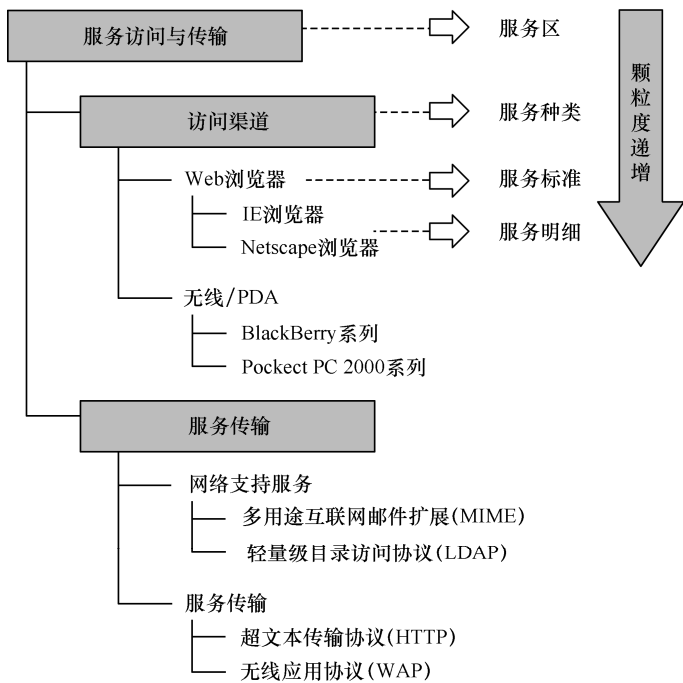 服务访问与传输
服务区
访问渠道
服务种类
Web浏览器
服务标准
IE浏览器
服务明细
Netscape浏览器
颗粒度递增
无线/PDA
BlackBerry系列
Pockect PC 2000系列
服务传输
网络支持服务
多用途互联网邮件扩展(MIME)
轻量级目录访问协议(LDAP)
服务传输
超文本传输协议(HTTP)
无线应用协议(WAP)